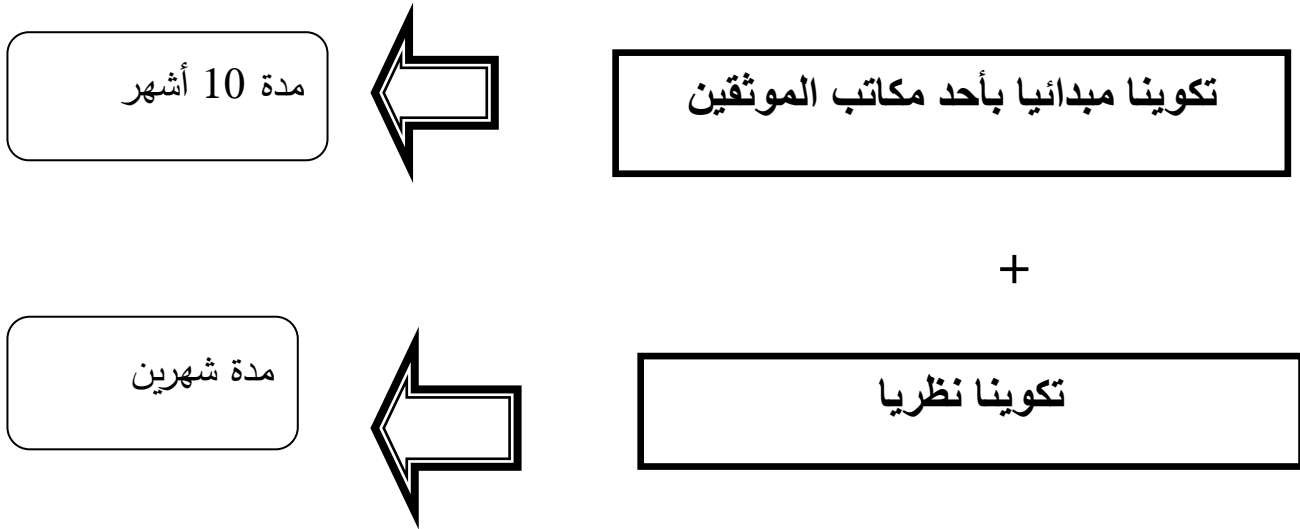 تكوينا مبدائيا بأحد مكاتب الموثقين
مدة 10 أشهر
+
تكوينا نظريا
مدة شهرين